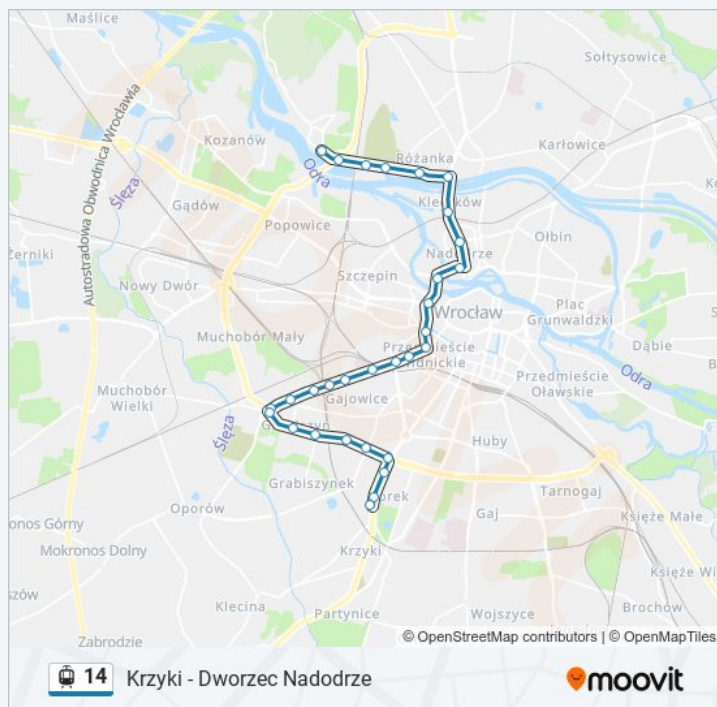 Maślice
Sołtysowice
Kozanów
Karłowice
Różanka
Odra
Ślęza
Autostradowa Obwodnica Wrocławia
Gądów
Kleczków
Popowice
Nadodrze
Ołbin
Żerniki
Szczepin
Nowy Dwór
Plac
Grunwaldzki
Wrocław
Muchobór Mały
Dąbie
Przedmieście
Świdnickie
Odra
Przedmieście
Oławskie
Muchobór
Wielki
Gajowice
Ślęza
Grabiszyn
Huby
Grabiszynek
Borek
Tarnogaj
Oporów
Gaj
Księże Małe
Mokronos Dolny
Krzyki
Klecina
Brochów
Partynice
Wojszyce
Zabrodzie
© OpenStreetMap contributors | © OpenMapTiles
14 Krzyki - Dworzec Nadodrze
moovit